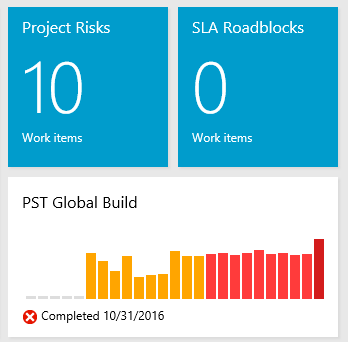 Project Risks
10
Work items
SLA Roadblocks
0
Work items
PST Global Build
Completed 10/31/2016